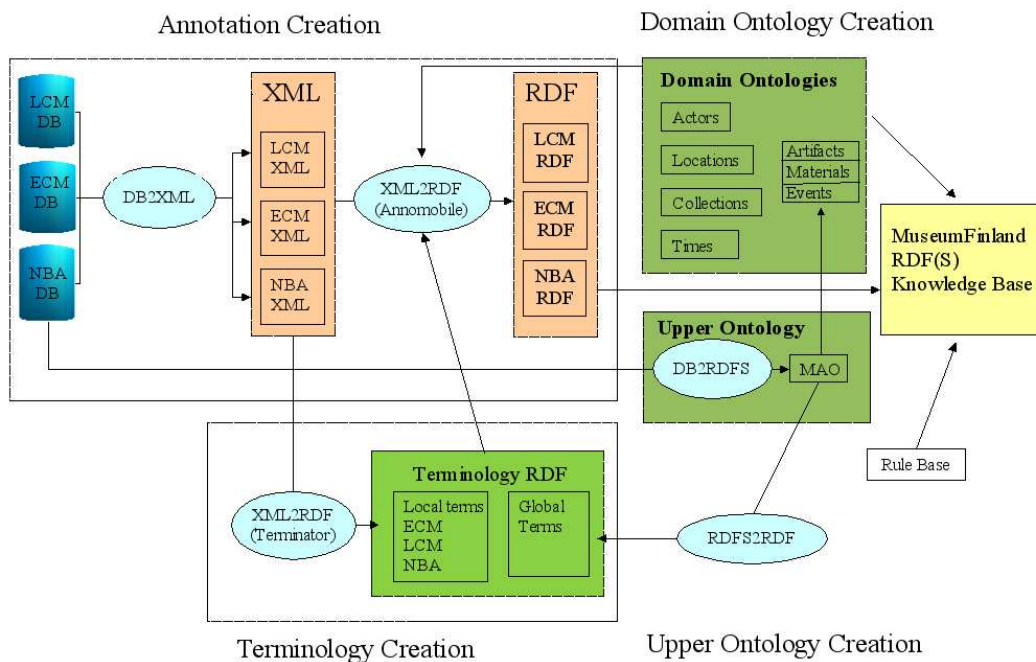 Annotation Creation
Domain Ontology Creation
LCM
DB
ECM
DB
NBA
DB
DB2XML
XML
LCM
XML
ECM
XML
NBA
XML
XML2RDF
(Annomobile)
RDF
LCM
RDF
ECM
RDF
NBA
RDF
Domain Ontologies
Actors
Locations
Collections
Times
Artifacts
Materials
Events
MuseumFinland
RDF(S)
Knowledge Base
Upper Ontology
DB2RDFS
MAO
Rule Base
XML2RDF
(Terminator)
Terminology RDF
Local terms
ECM
LCM
NBA
Global
Terms
RDFS2RDF
Terminology Creation
Upper Ontology Creation